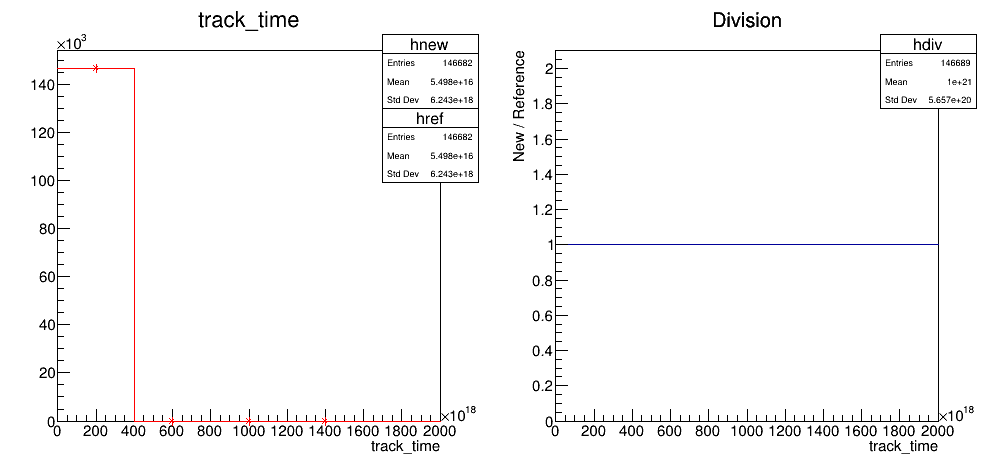 track_time
×10³
hnew
Entries 146682
Mean 5.498e+16
Std Dev 6.243e+18
href
Entries 146682
Mean 5.498e+16
Std Dev 6.243e+18
140
120
100
80
60
40
20
0
0 200 400 600 800 1000 1200 1400 1600 1800 2000
×10¹⁸
track_time
Division
hdiv
Entries 146689
Mean 1e+21
Std Dev 5.657e+20
New / Reference
2
1.8
1.6
1.4
1.2
1
0.8
0.6
0.4
0.2
0
0 200 400 600 800 1000 1200 1400 1600 1800 2000
×10¹⁸
track_time